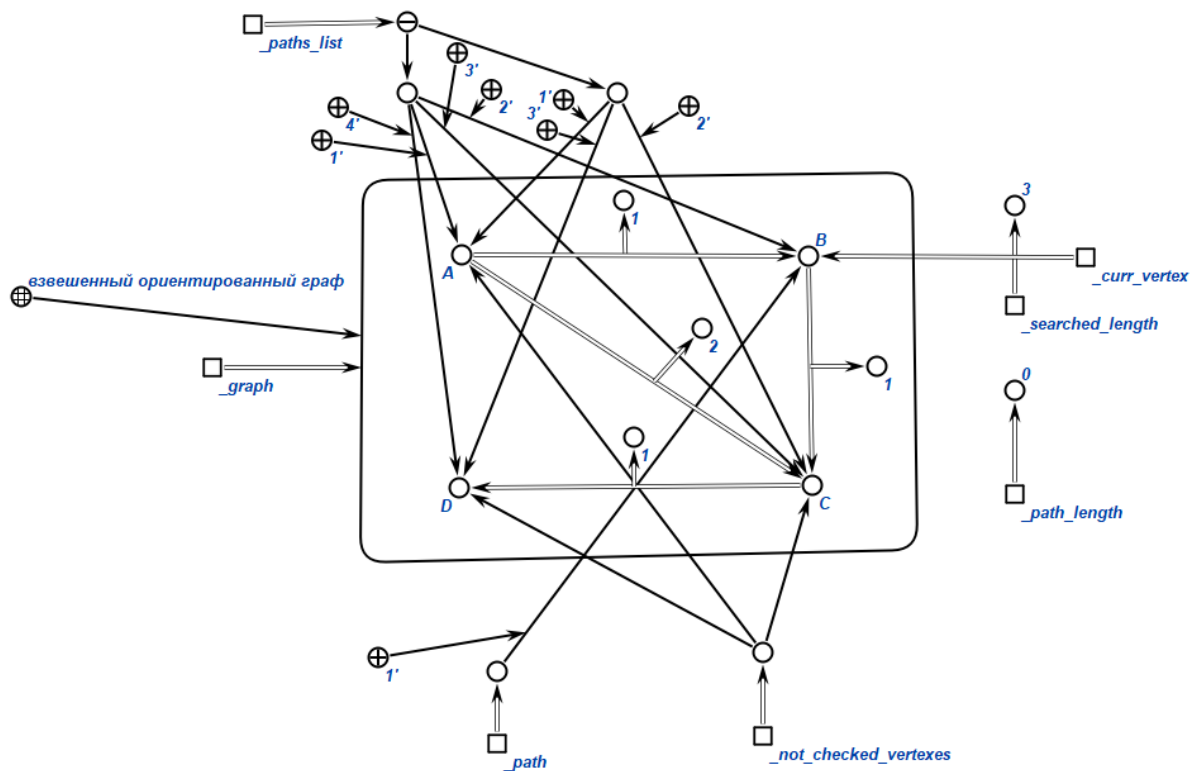 _paths_list
3'
2'
1'
3'
2'
4'
1'
3
1
B
A
взвешенный ориентированный граф
_curr_vertex
_searched_length
2
1
_graph
0
1
D
C
_path_length
1'
_path
_not_checked_vertexes